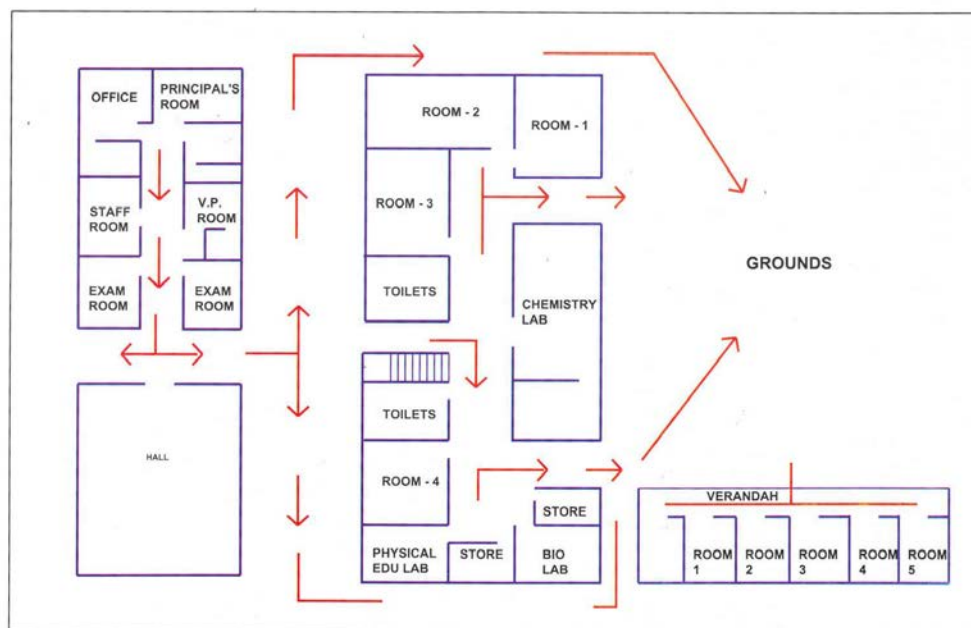 OFFICE
PRINCIPAL'S
ROOM
STAFF
ROOM
V.P.
ROOM
EXAM
ROOM
EXAM
ROOM
HALL
ROOM - 2
ROOM - 1
ROOM - 3
TOILETS
CHEMISTRY
LAB
TOILETS
ROOM - 4
STORE
PHYSICAL
EDU LAB
STORE
BIO
LAB
GROUNDS
VERANDAH
ROOM
1
ROOM
2
ROOM
3
ROOM
4
ROOM
5